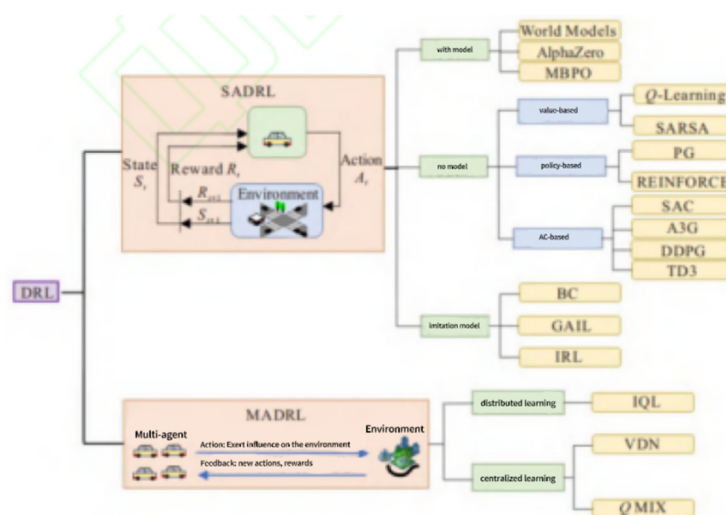 DRL
SADRL
State
S_t
Reward R_t
Action
A_t
R_{t+1}
S_{t+1}
Environment
with model
World Models
AlphaZero
MBPO
no model
value-based
Q-Learning
SARSA
policy-based
PG
REINFORCE
AC-based
SAC
A3G
DDPG
TD3
imitation model
BC
GAIL
IRL
MADRL
Multi-agent
Action: Exert influence on the environment
Feedback: new actions, rewards
Environment
distributed learning
IQL
centralized learning
VDN
QMIX